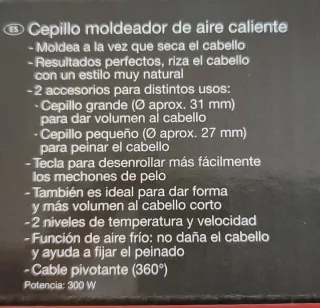 E Cepillo moldeador de aire caliente
- Moldea a la vez que seca el cabello
- Resultados perfectos, riza el cabello
con un estilo muy natural
- 2 accesorios para distintos usos:
· Cepillo grande (Ø aprox. 31 mm)
para dar volumen al cabello
· Cepillo pequeño (Ø aprox. 27 mm)
para peinar el cabello
- Tecla para desenrollar más fácilmente
los mechones de pelo
- También es ideal para dar forma
y más volumen al cabello corto
- 2 niveles de temperatura y velocidad
- Función de aire frío: no daña el cabello
y ayuda a fijar el peinado
- Cable pivotante (360°)
Potencia: 300 W